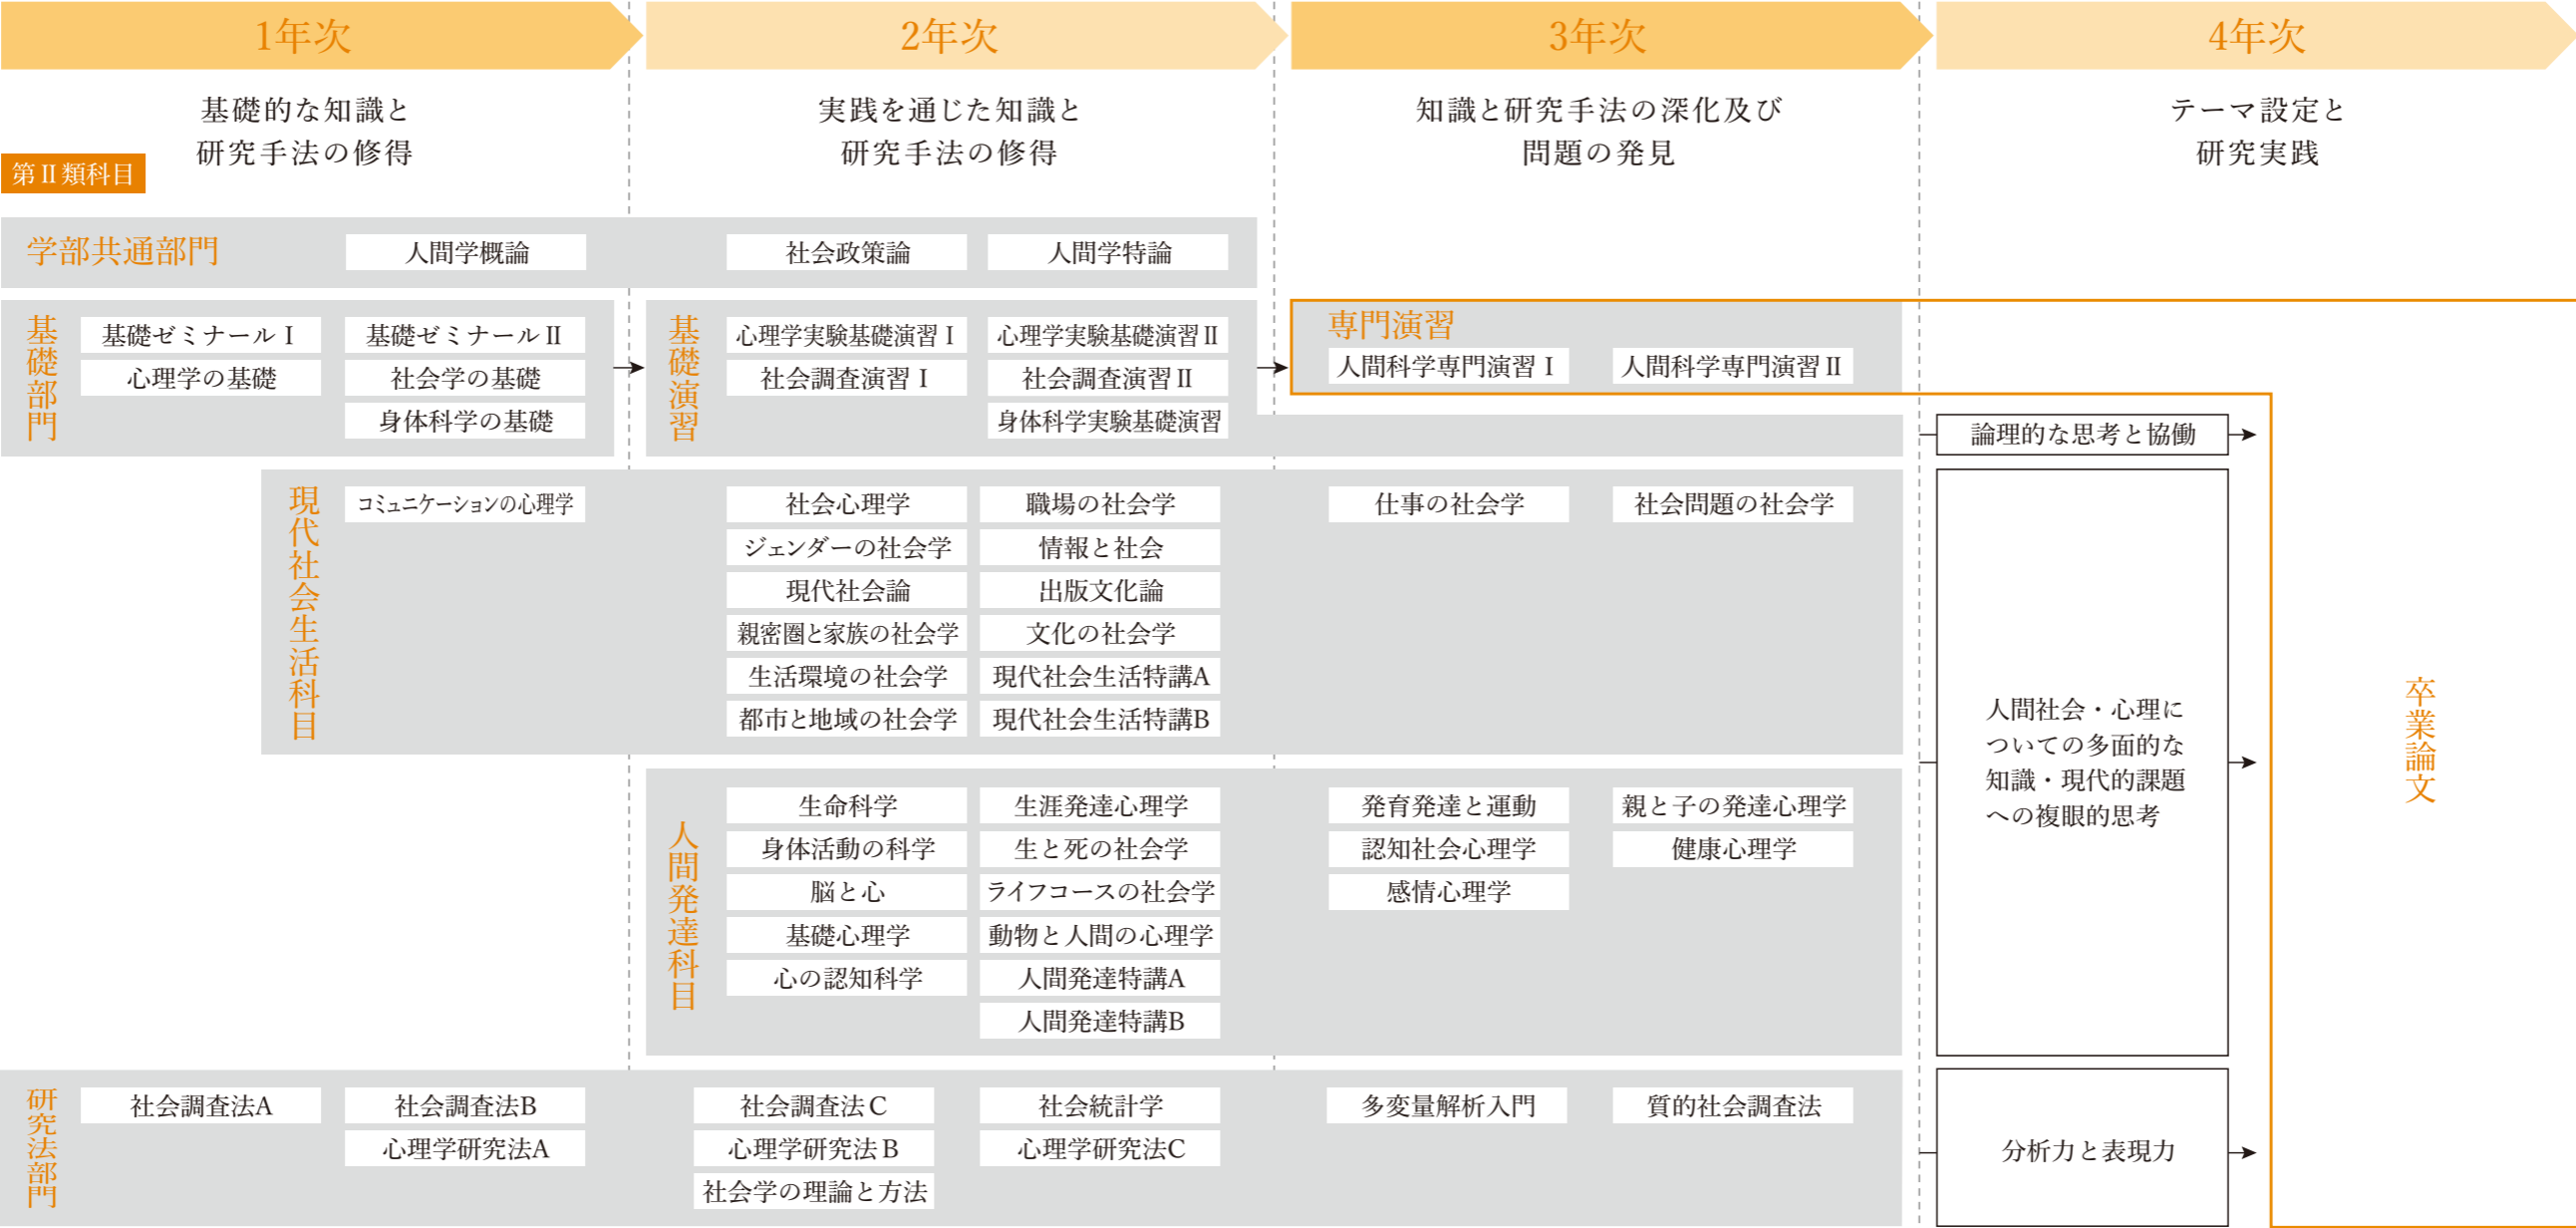 1年次
2年次
3年次
4年次
基礎的な知識と
研究手法の修得
実践を通じた知識と
研究手法の修得
知識と研究手法の深化及び
問題の発見
テーマ設定と
研究実践
第Ⅱ類科目
学部共通部門
人間学概論
社会政策論
人間学特論
基礎部門
基礎ゼミナールⅠ
基礎ゼミナールⅡ
心理学の基礎
社会学の基礎
身体科学の基礎
基礎演習
心理学実験基礎演習Ⅰ
心理学実験基礎演習Ⅱ
社会調査演習Ⅰ
社会調査演習Ⅱ
身体科学実験基礎演習
専門演習
人間科学専門演習Ⅰ
人間科学専門演習Ⅱ
論理的な思考と協働
現代社会生活科目
コミュニケーションの心理学
社会心理学
職場の社会学
仕事の社会学
社会問題の社会学
ジェンダーの社会学
情報と社会
現代社会論
出版文化論
親密圏と家族の社会学
文化の社会学
生活環境の社会学
現代社会生活特講A
都市と地域の社会学
現代社会生活特講B
人間発達科目
生命科学
生涯発達心理学
発育発達と運動
親と子の発達心理学
身体活動の科学
生と死の社会学
認知社会心理学
健康心理学
脳と心
ライフコースの社会学
感情心理学
基礎心理学
動物と人間の心理学
心の認知科学
人間発達特講A
人間発達特講B
人間社会・心理に
ついての多面的な
知識・現代的課題
への複眼的思考
卒業論文
研究法部門
社会調査法A
社会調査法B
社会調査法C
社会統計学
多変量解析入門
質的社会調査法
心理学研究法A
心理学研究法B
心理学研究法C
社会学の理論と方法
分析力と表現力